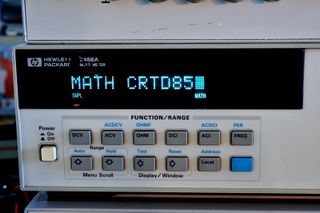 hp HEWLETT PACKARD 3458A
MULTIMETER
MATH CRTD85
SMPL MATH
FUNCTION/RANGE
Power
On
Off
ACDCV OHMF ACDCI PER
DCV ACV OHM DCI ACI FREQ
Auto Range Hold Test Reset Address
Local
Menu Scroll Display/Window